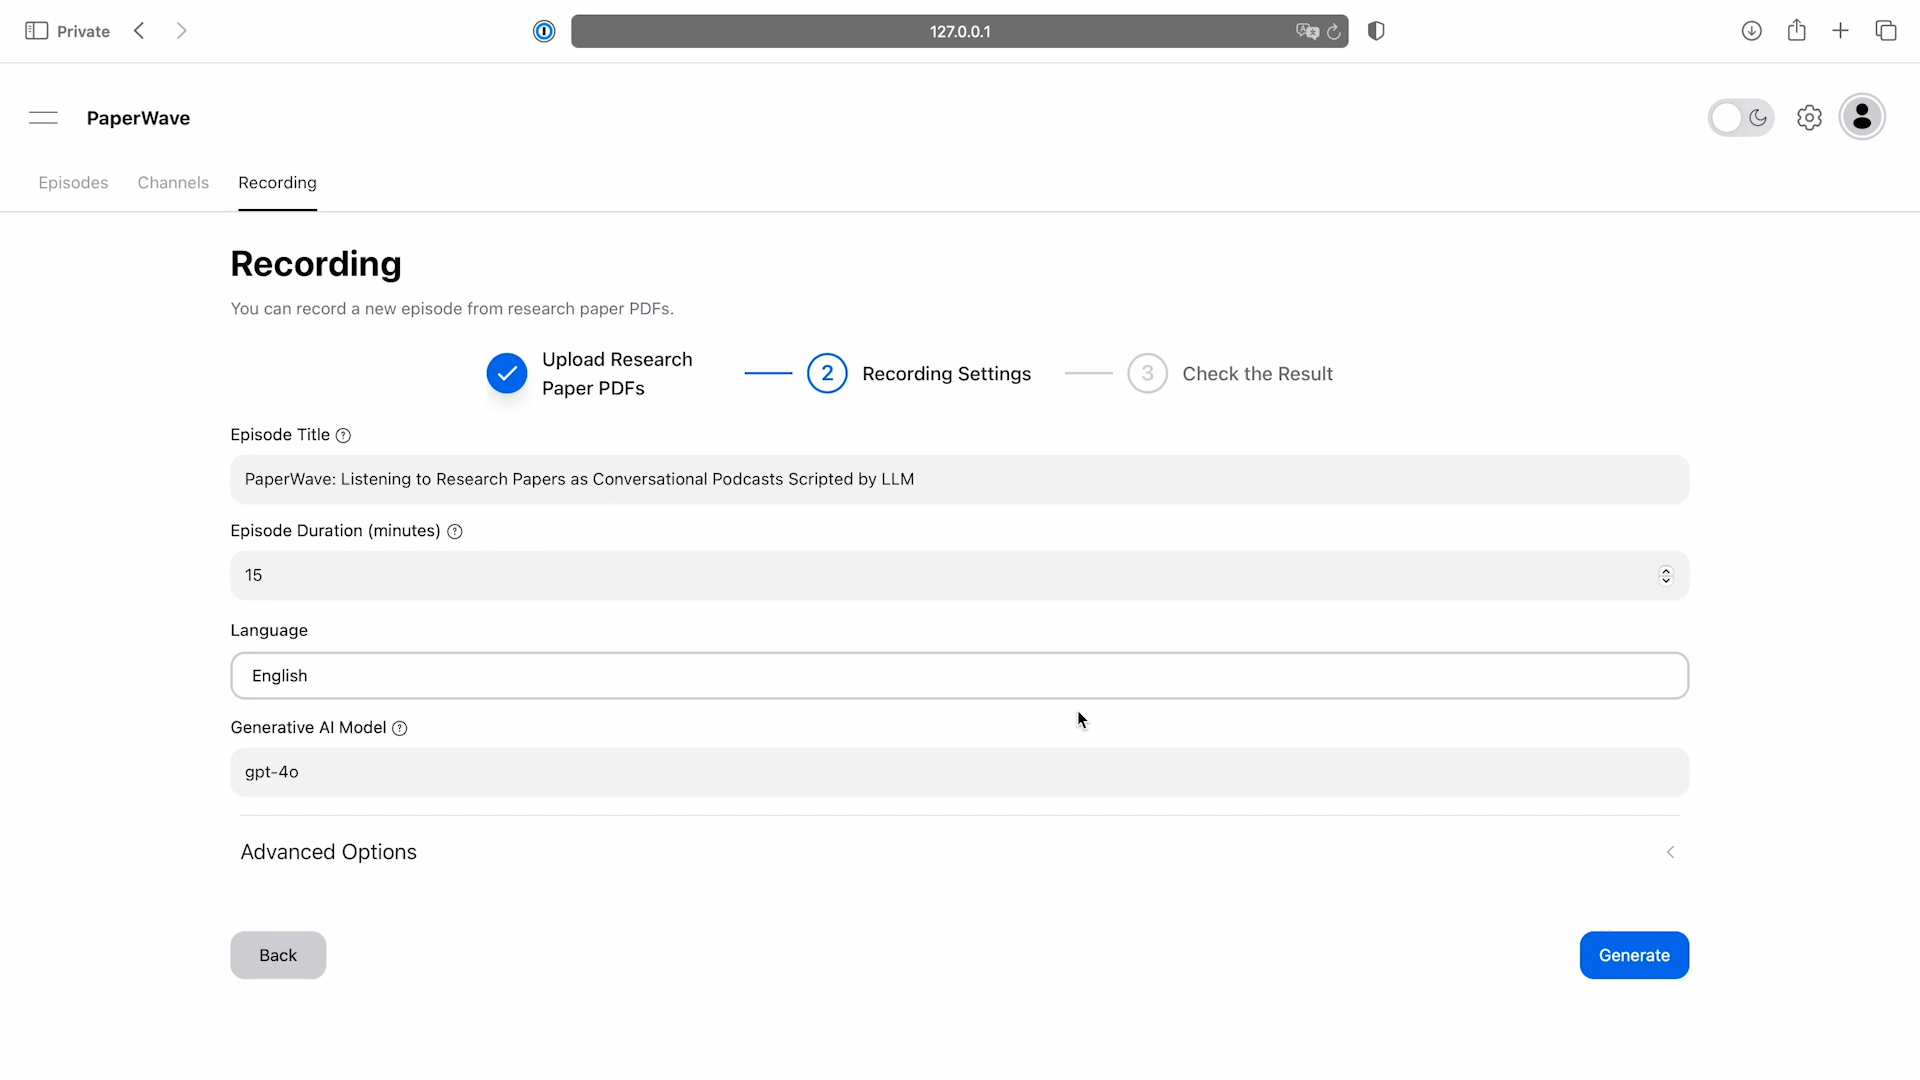 Private
127.0.0.1
PaperWave
Episodes Channels Recording
Recording
You can record a new episode from research paper PDFs.
Upload Research
Paper PDFs
2 Recording Settings
3 Check the Result
Episode Title
PaperWave: Listening to Research Papers as Conversational Podcasts Scripted by LLM
Episode Duration (minutes)
15
Language
English
Generative AI Model
gpt-4o
Advanced Options
Back
Generate